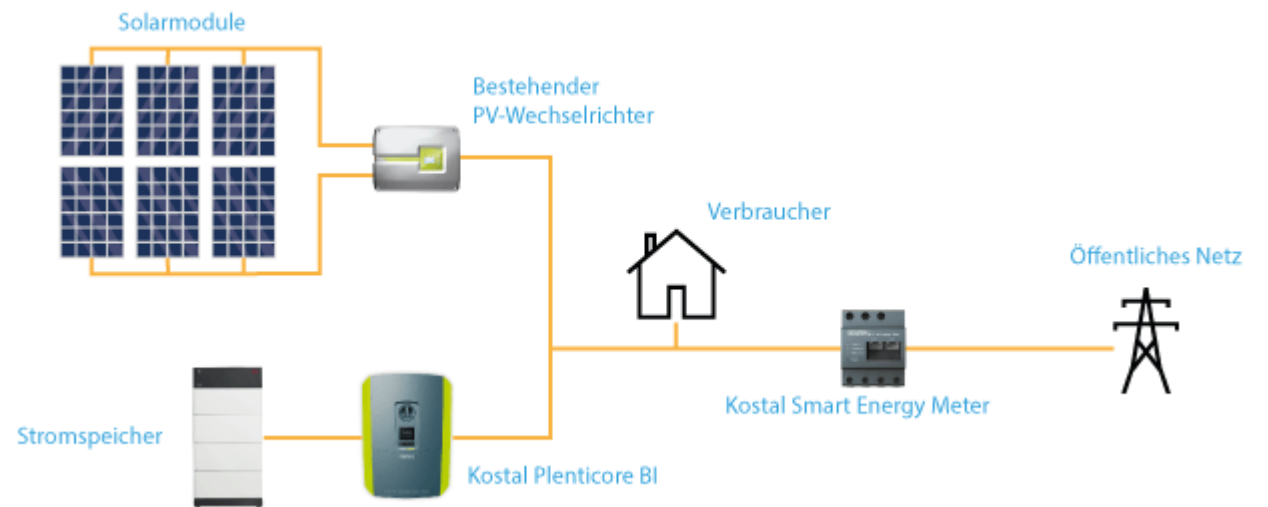 Solarmodule
Bestehender
PV-Wechselrichter
Verbraucher
Öffentliches Netz
Kostal Smart Energy Meter
Stromspeicher
Kostal Plenticore BI